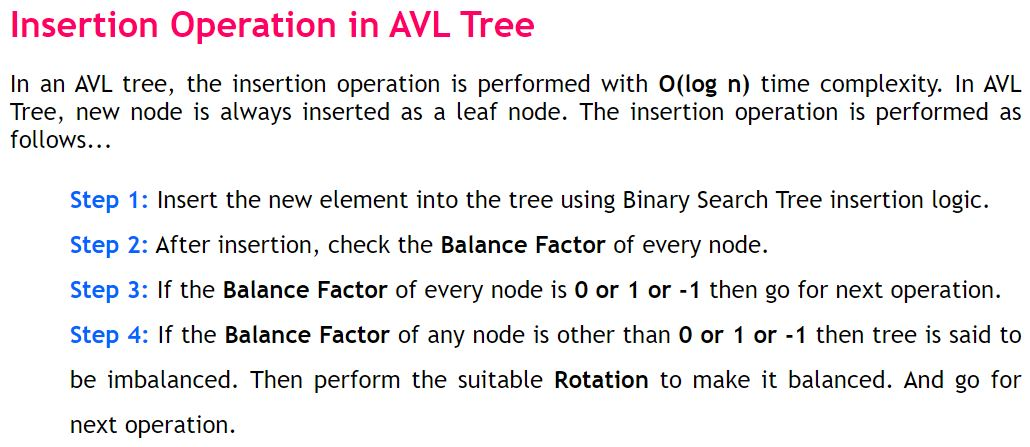 Insertion Operation in AVL Tree
In an AVL tree, the insertion operation is performed with O(log n) time complexity. In AVL
Tree, new node is always inserted as a leaf node. The insertion operation is performed as
follows...
Step 1: Insert the new element into the tree using Binary Search Tree insertion logic.
Step 2: After insertion, check the Balance Factor of every node.
Step 3: If the Balance Factor of every node is 0 or 1 or -1 then go for next operation.
Step 4: If the Balance Factor of any node is other than 0 or 1 or -1 then tree is said to
be imbalanced. Then perform the suitable Rotation to make it balanced. And go for
next operation.